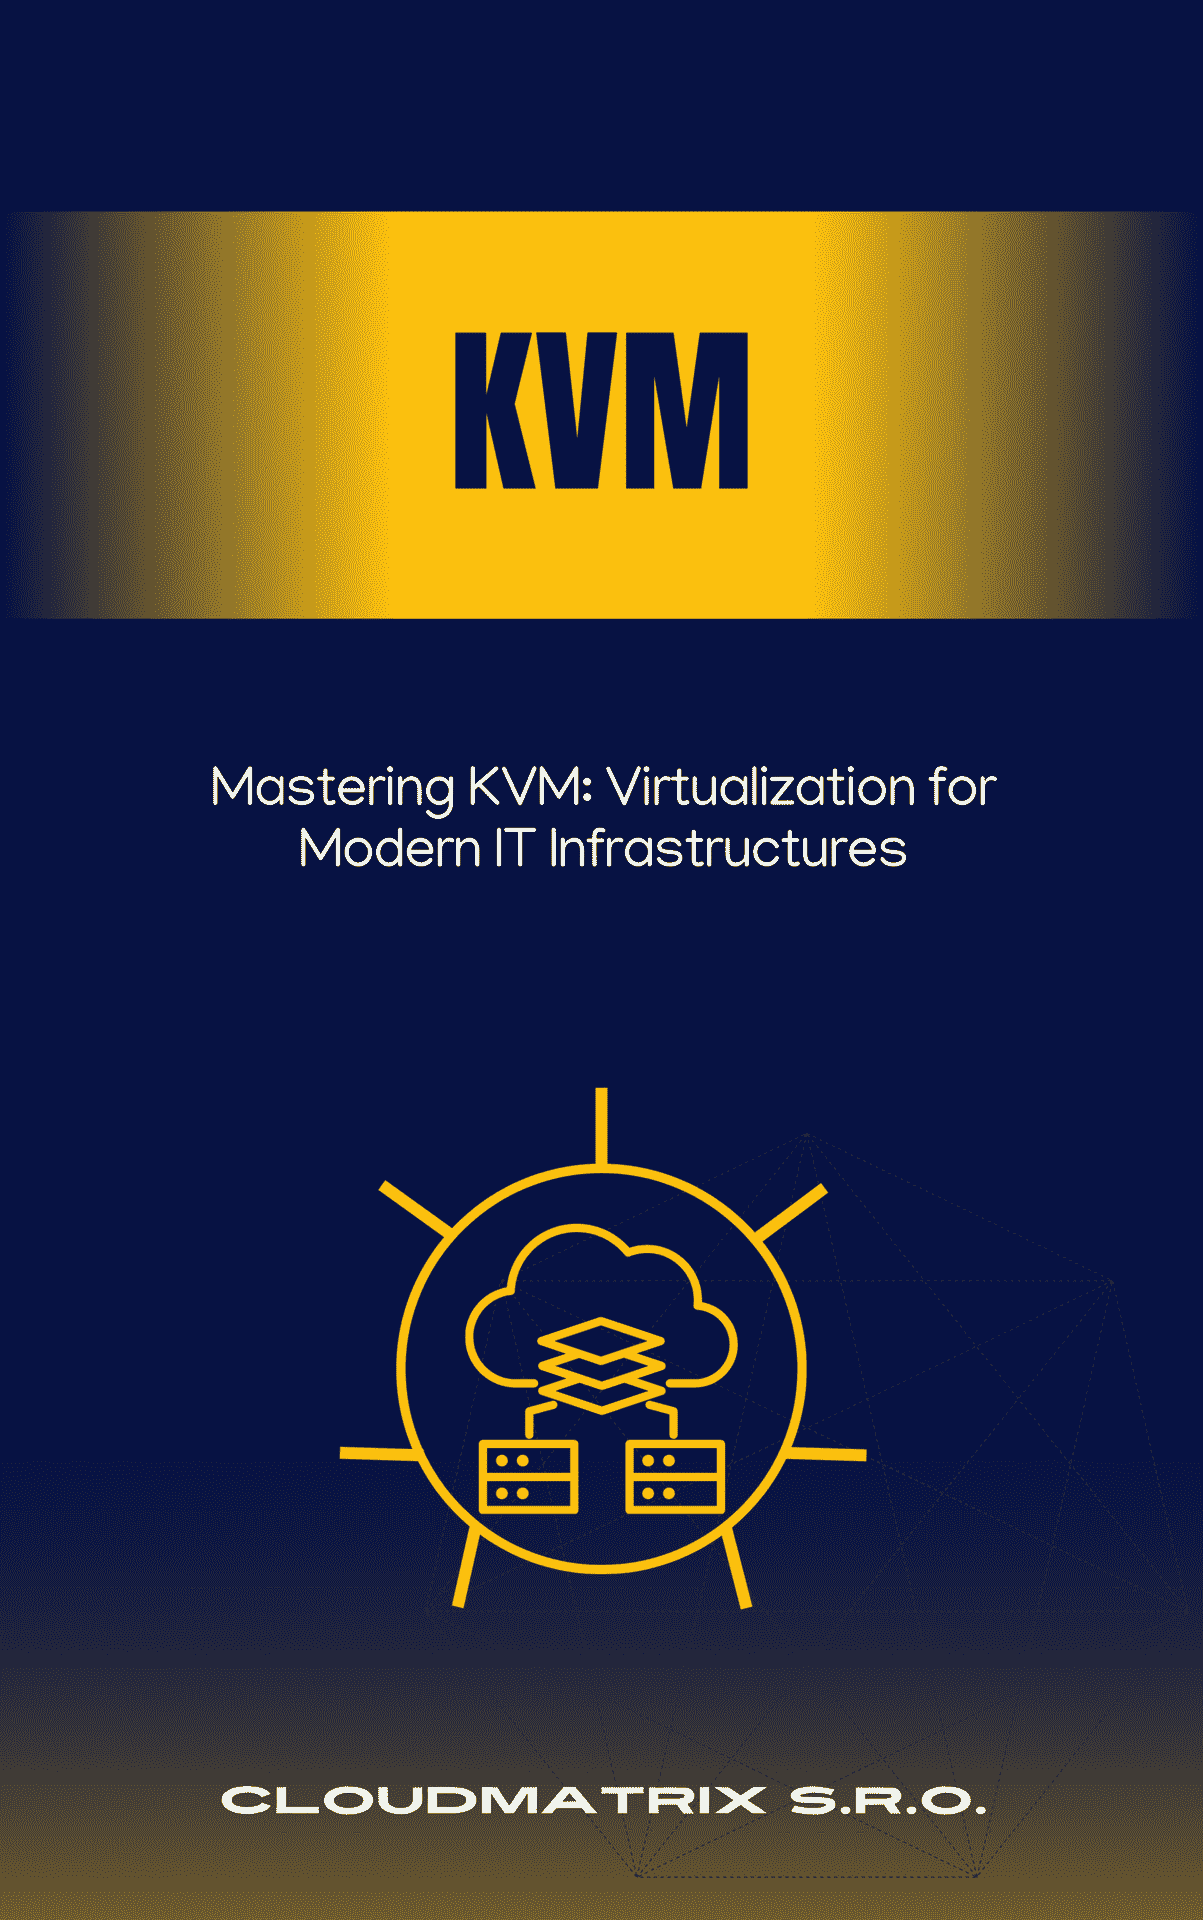 KVM
Mastering KVM: Virtualization for
Modern IT Infrastructures
CLOUDMATRIX S.R.O.